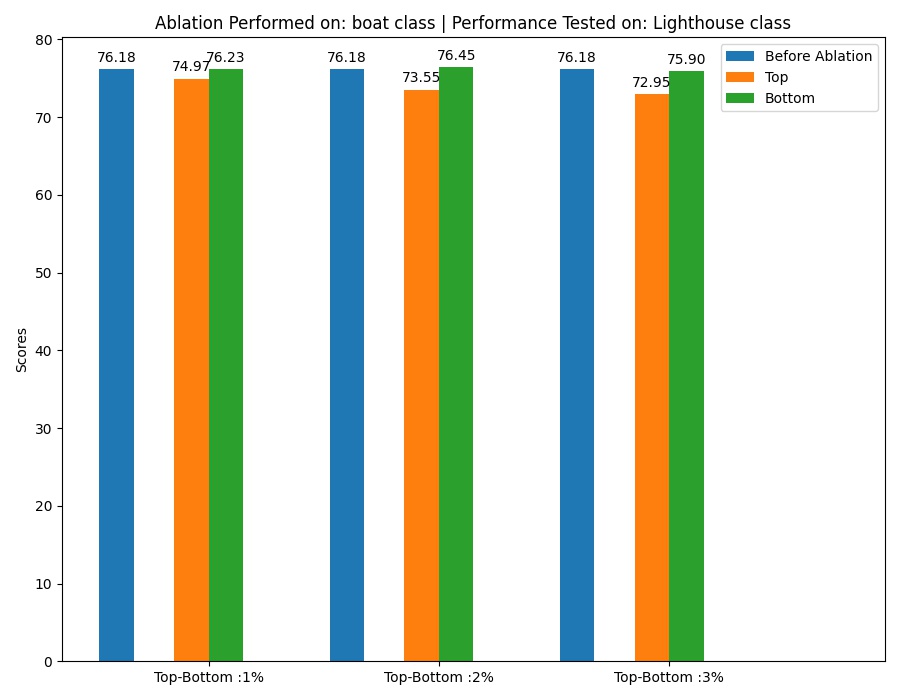 Ablation Performed on: boat class | Performance Tested on: Lighthouse class
Before Ablation
Top
Bottom
76.18
74.97
76.23
76.18
73.55
76.45
76.18
72.95
75.90
Scores
80
70
60
50
40
30
20
10
0
Top-Bottom :1%
Top-Bottom :2%
Top-Bottom :3%